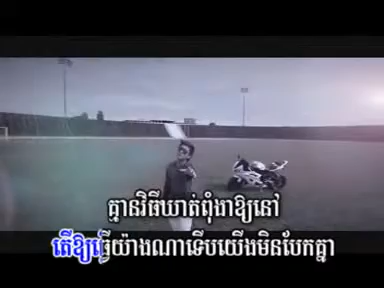 គ្មានវិធីឃាត់ពុំងាឱ្យនៅ
តើឱ្យធ្វើយ៉ាងណាទើបយើងមិនបែកគ្នា